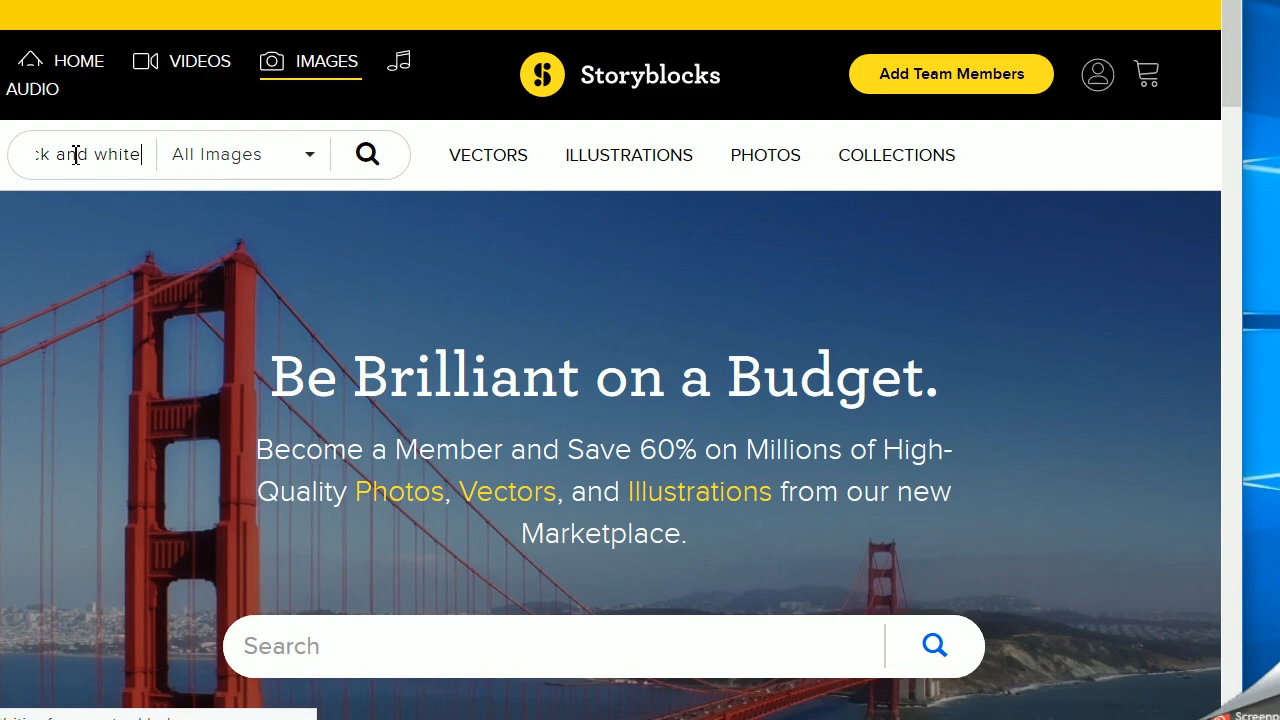 HOME VIDEOS IMAGES
AUDIO
Storyblocks
Add Team Members
ck and white
All Images
VECTORS ILLUSTRATIONS PHOTOS COLLECTIONS
Be Brilliant on a Budget.
Become a Member and Save 60% on Millions of High-
Quality Photos, Vectors, and Illustrations from our new
Marketplace.
Search